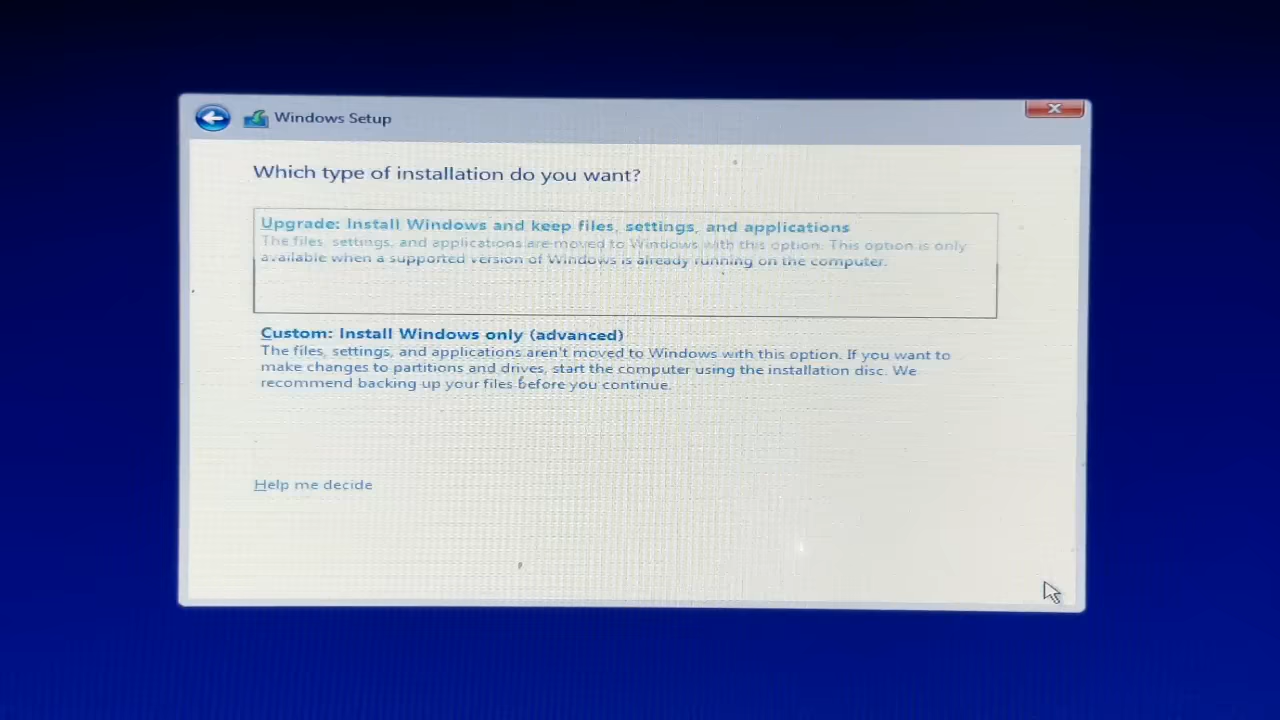 Windows Setup
Which type of installation do you want?
Upgrade: Install Windows and keep files, settings, and applications
The files, settings, and applications are moved to Windows with this option. This option is only
available when a supported version of Windows is already running on the computer.
Custom: Install Windows only (advanced)
The files, settings, and applications aren't moved to Windows with this option. If you want to
make changes to partitions and drives, start the computer using the installation disc. We
recommend backing up your files before you continue.
Help me decide